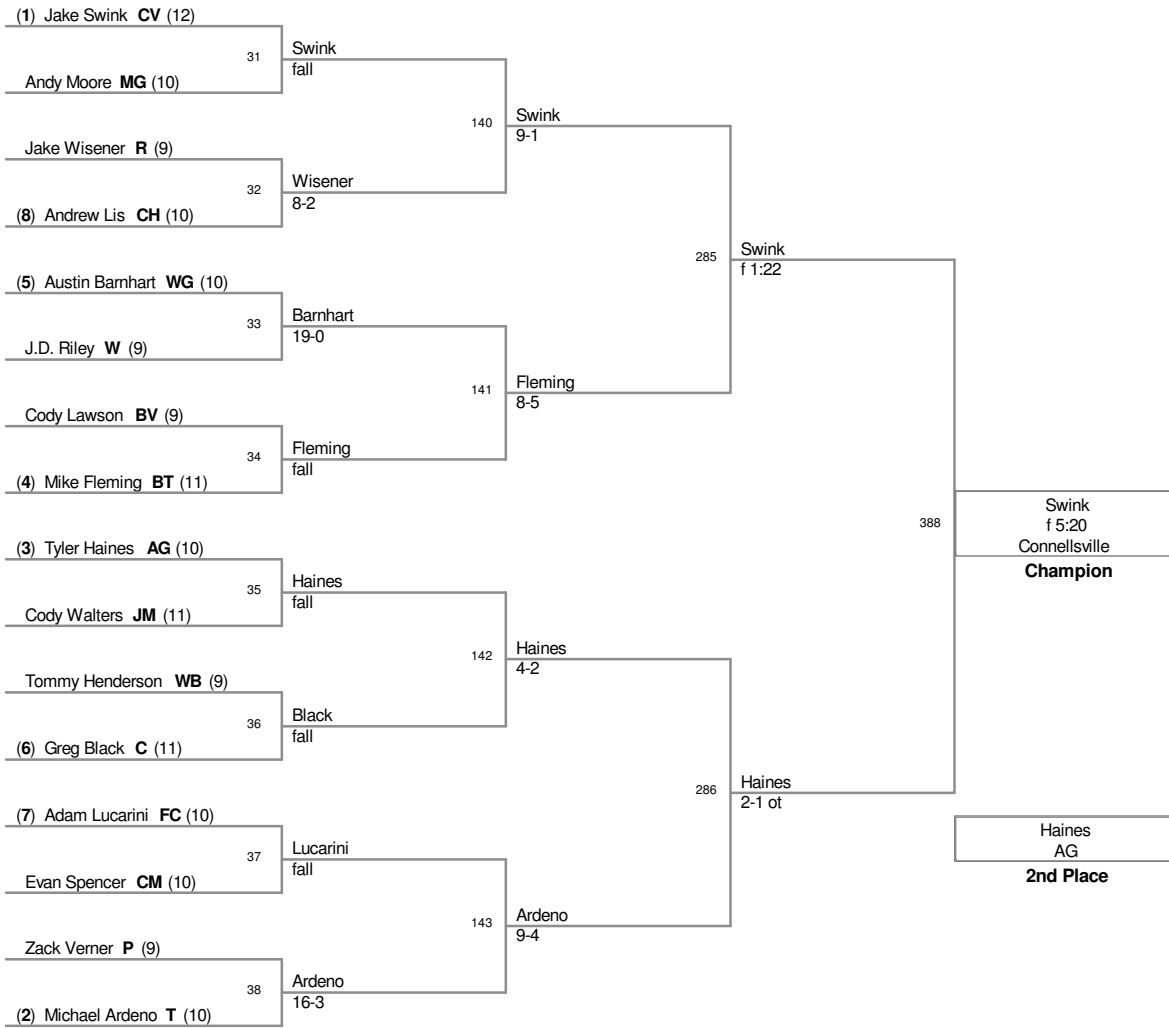 (1) Jake Swink CV (12)
31
Swink
fall
Andy Moore MG (10)
140
Swink
9-1
Jake Wisener R (9)
32
Wisener
8-2
(8) Andrew Lis CH (10)
285
Swink
f 1:22
(5) Austin Barnhart WG (10)
33
Barnhart
19-0
J.D. Riley W (9)
141
Fleming
8-5
Cody Lawson BV (9)
34
Fleming
fall
(4) Mike Fleming BT (11)
388
Swink
f 5:20
Connellsville
Champion
(3) Tyler Haines AG (10)
35
Haines
fall
Cody Walters JM (11)
142
Haines
4-2
Tommy Henderson WB (9)
36
Black
fall
(6) Greg Black C (11)
286
Haines
2-1 ot
(7) Adam Lucarini FC (10)
37
Lucarini
fall
Evan Spencer CM (10)
Haines
AG
2nd Place
143
Ardeno
9-4
Zack Verner P (9)
38
Ardeno
16-3
(2) Michael Ardeno T (10)